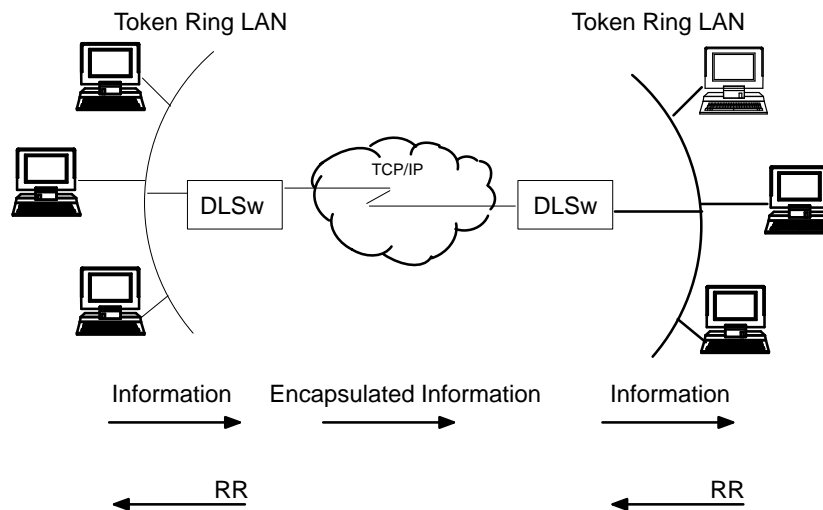 Token Ring LAN
Token Ring LAN
TCP/IP
DLSw
DLSw
Information
Encapsulated Information
Information
RR
RR